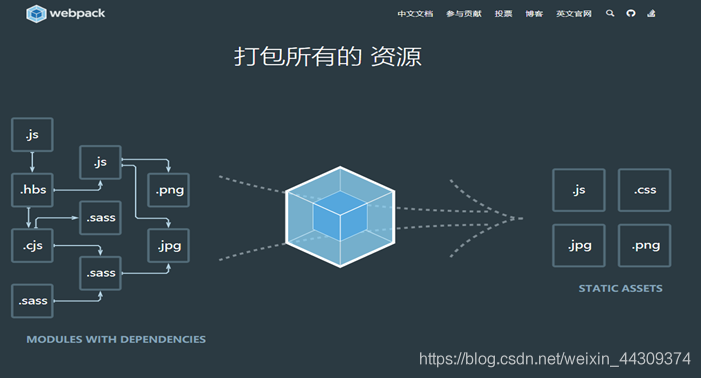 webpack
中文文档 参与贡献 投票 博客 英文官网
打包所有的 资源
.js
.js
.hbs
.png
.sass
.cjs
.jpg
.sass
.sass
MODULES WITH DEPENDENCIES
.js .css
.jpg .png
STATIC ASSETS
https://blog.csdn.net/weixin_44309374